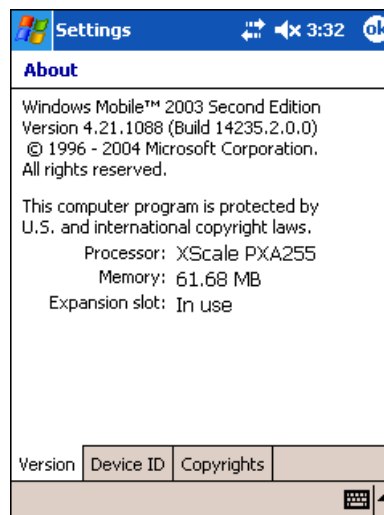 Settings 3:32 ok
About
Windows Mobile™ 2003 Second Edition
Version 4.21.1088 (Build 14235.2.0.0)
© 1996 - 2004 Microsoft Corporation.
All rights reserved.
This computer program is protected by
U.S. and international copyright laws.
Processor: XScale PXA255
Memory: 61.68 MB
Expansion slot: In use
Version Device ID Copyrights